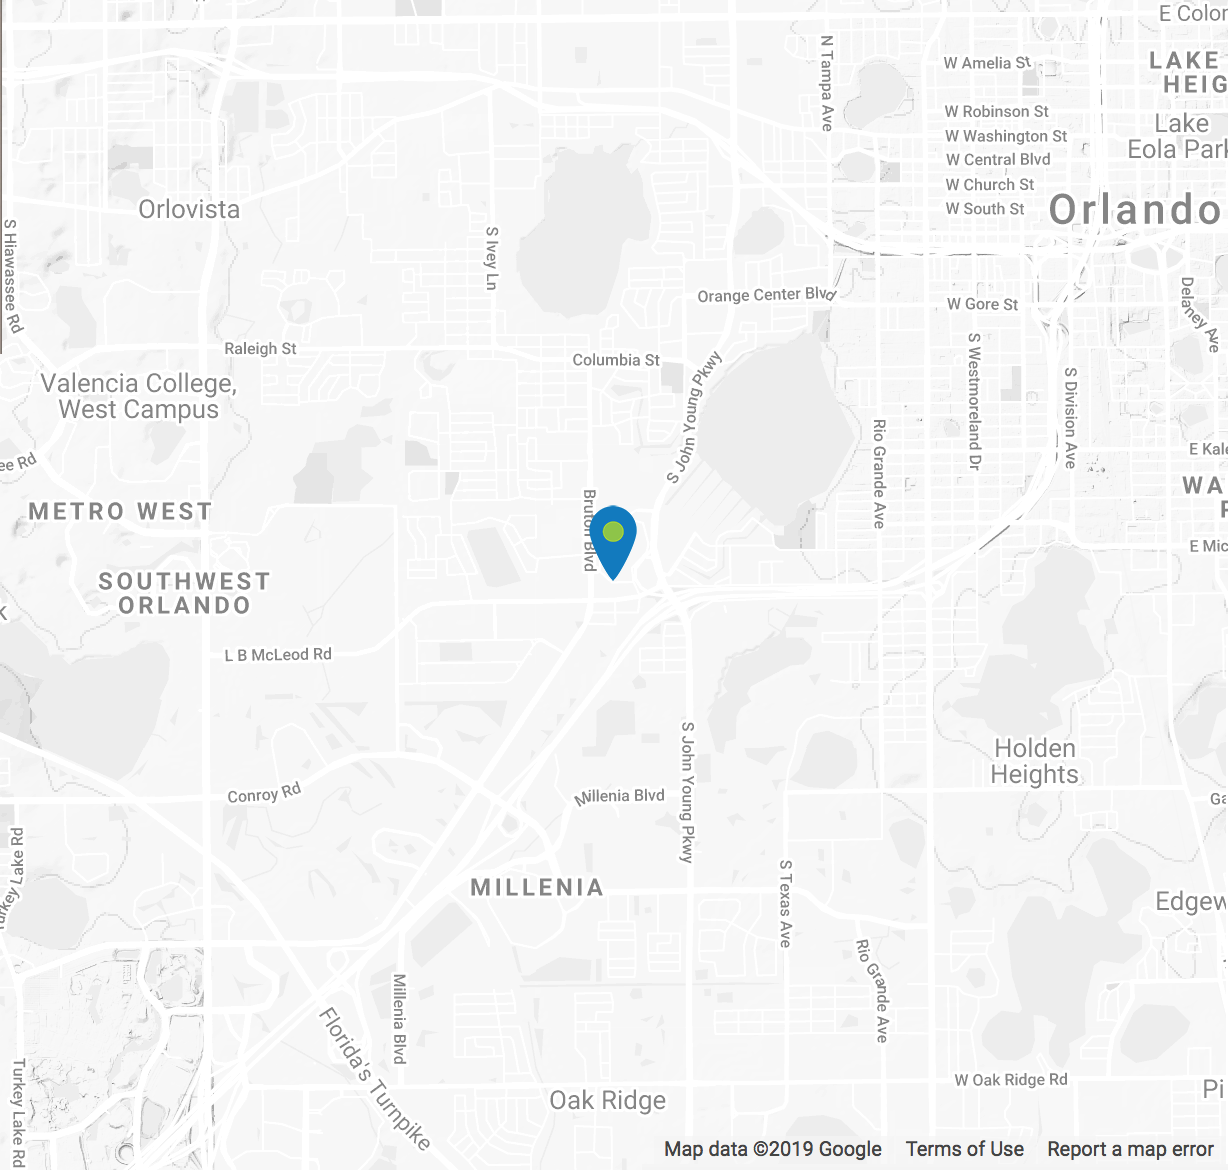 E Color
W Amelia St
LAKE
HEIG
N Tampa Ave
W Robinson St
Lake
Eola Park
W Washington St
W Central Blvd
W Church St
W South St
Orlando
Orlovista
S Hiawassee Rd
S Ivey Ln
Orange Center Blvd
W Gore St
Delaney Ave
Raleigh St
Columbia St
Valencia College,
West Campus
S John Young Pkwy
S Westmoreland Dr
S Division Ave
Rio Grande Ave
E Kale
ee Rd
WA
METRO WEST
Bruton Blvd
E Mic
SOUTHWEST
ORLANDO
K
L B McLeod Rd
S John Young Pkwy
Holden
Heights
Conroy Rd
Millenia Blvd
Ga
Turkey Lake Rd
MILLENIA
S Texas Ave
Edgew
Rio Grande Ave
Millenia Blvd
Florida's Turnpike
Turkey Lake Rd
W Oak Ridge Rd
Oak Ridge
Pi
Map data ©2019 Google Terms of Use Report a map error